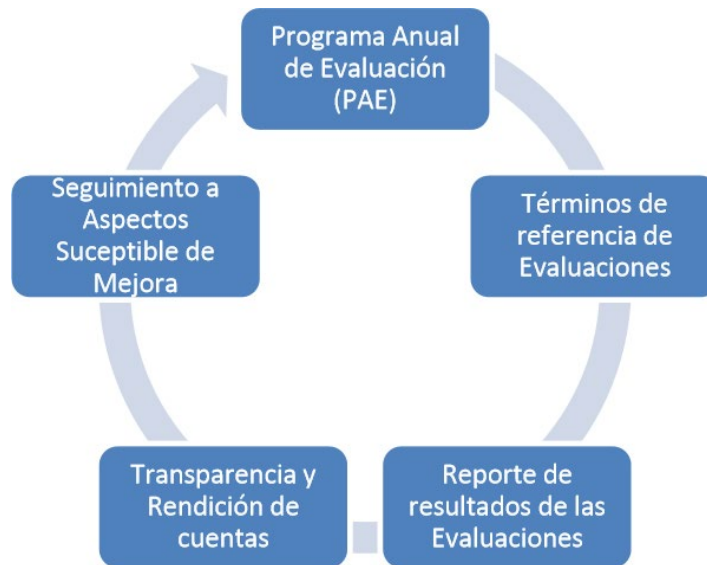 Programa Anual
de Evaluación
(PAE)
Términos de
referencia de
Evaluaciones
Reporte de
resultados de las
Evaluaciones
Transparencia y
Rendición de
cuentas
Seguimiento a
Aspectos
Suceptible de
Mejora